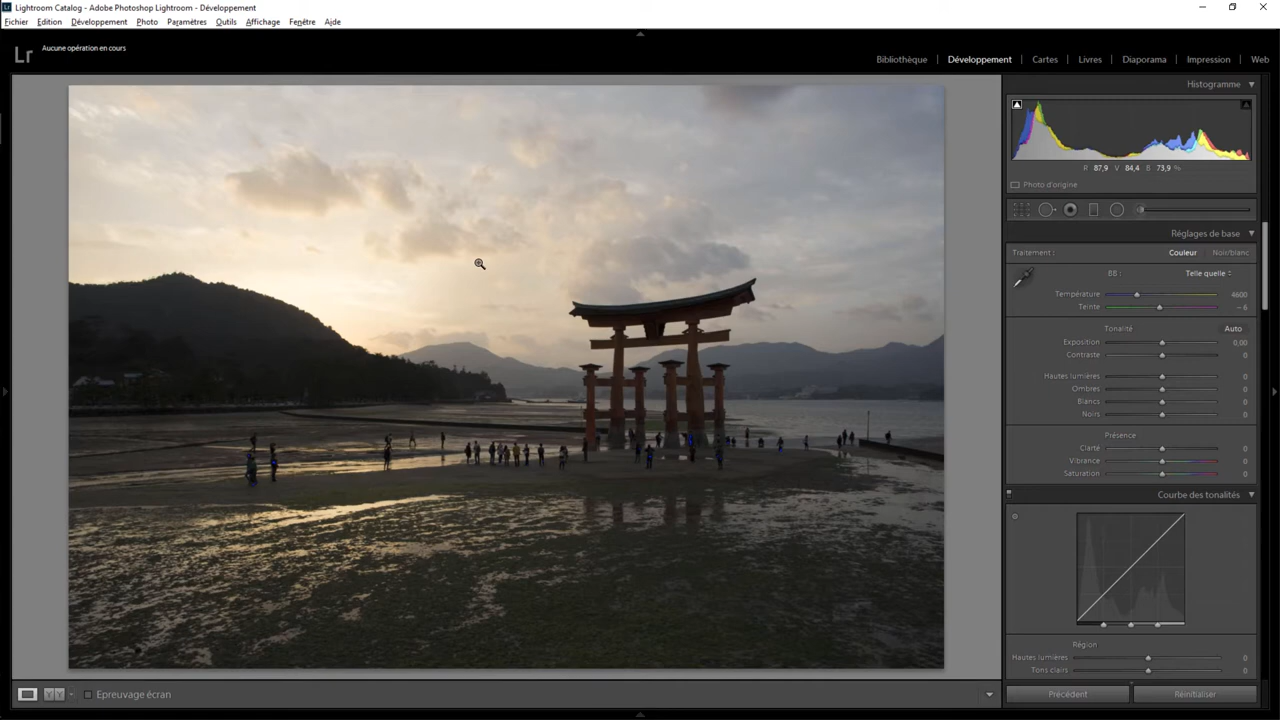 Lightroom Catalog - Adobe Photoshop Lightroom - Développement
Fichier Edition Développement Photo Paramètres Outils Affichage Fenêtre Aide
Lr Aucune opération en cours
Bibliothèque | Développement | Cartes | Livres | Diaporama | Impression | Web
Histogramme
R 87,9 V 84,4 B 73,9 %
Photo d'origine
Réglages de base
Traitement : Couleur Noir/blanc
BB : Telle quelle
Température 4600
Teinte - 6
Tonalité Auto
Exposition 0,00
Contraste 0
Hautes lumières 0
Ombres 0
Blancs 0
Noirs 0
Présence
Clarté 0
Vibrance 0
Saturation 0
Courbe des tonalités
Région
Hautes lumières 0
Tons clairs 0
YY Epreuvage écran
Précédent Réinitialiser